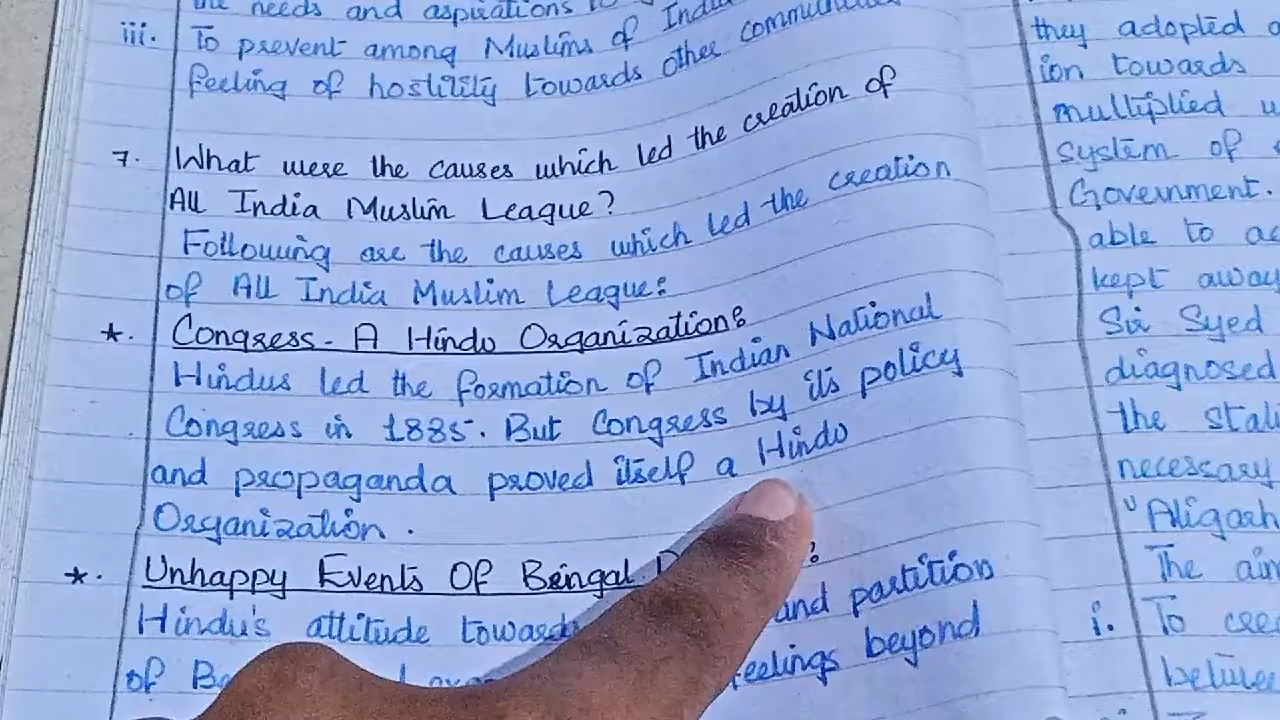 the needs and aspirations
iii. To prevent among Muslims of India
feeling of hostility towards other communities
7. What were the causes which led the creation of
All India Muslim League?
Following are the causes which led the creation
of All India Muslim League:
*. Congress - A Hindu Organization:
Hindus led the formation of Indian National
Congress in 1885. But Congress by its policy
and propaganda proved itself a Hindu
Organization.
*. Unhappy Events Of Bengal
Hindu's attitude towards and partition
of feelings beyond
they adopted
ion towards
multiplied
system of
Government.
able to
kept away
Sir Syed
diagnosed
the
necessary
"Aligarh
The aim
i. To